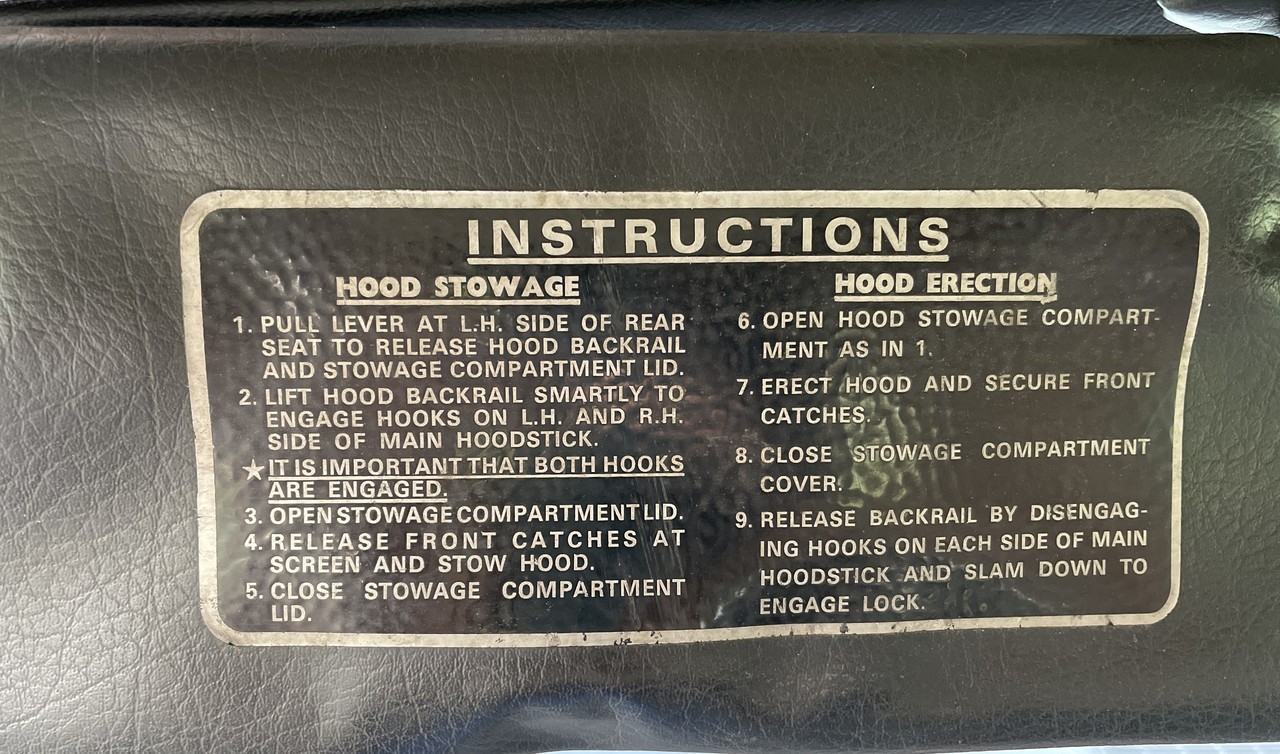 INSTRUCTIONS
HOOD STOWAGE
1. PULL LEVER AT L.H. SIDE OF REAR
SEAT TO RELEASE HOOD BACKRAIL
AND STOWAGE COMPARTMENT LID.
2. LIFT HOOD BACKRAIL SMARTLY TO
ENGAGE HOOKS ON L.H. AND R.H.
SIDE OF MAIN HOODSTICK.
★ IT IS IMPORTANT THAT BOTH HOOKS
ARE ENGAGED.
3. OPEN STOWAGE COMPARTMENT LID.
4. RELEASE FRONT CATCHES AT
SCREEN AND STOW HOOD.
5. CLOSE STOWAGE COMPARTMENT
LID.
HOOD ERECTION
6. OPEN HOOD STOWAGE COMPART-
MENT AS IN 1.
7. ERECT HOOD AND SECURE FRONT
CATCHES.
8. CLOSE STOWAGE COMPARTMENT
COVER.
9. RELEASE BACKRAIL BY DISENGAG-
ING HOOKS ON EACH SIDE OF MAIN
HOODSTICK AND SLAM DOWN TO
ENGAGE LOCK.